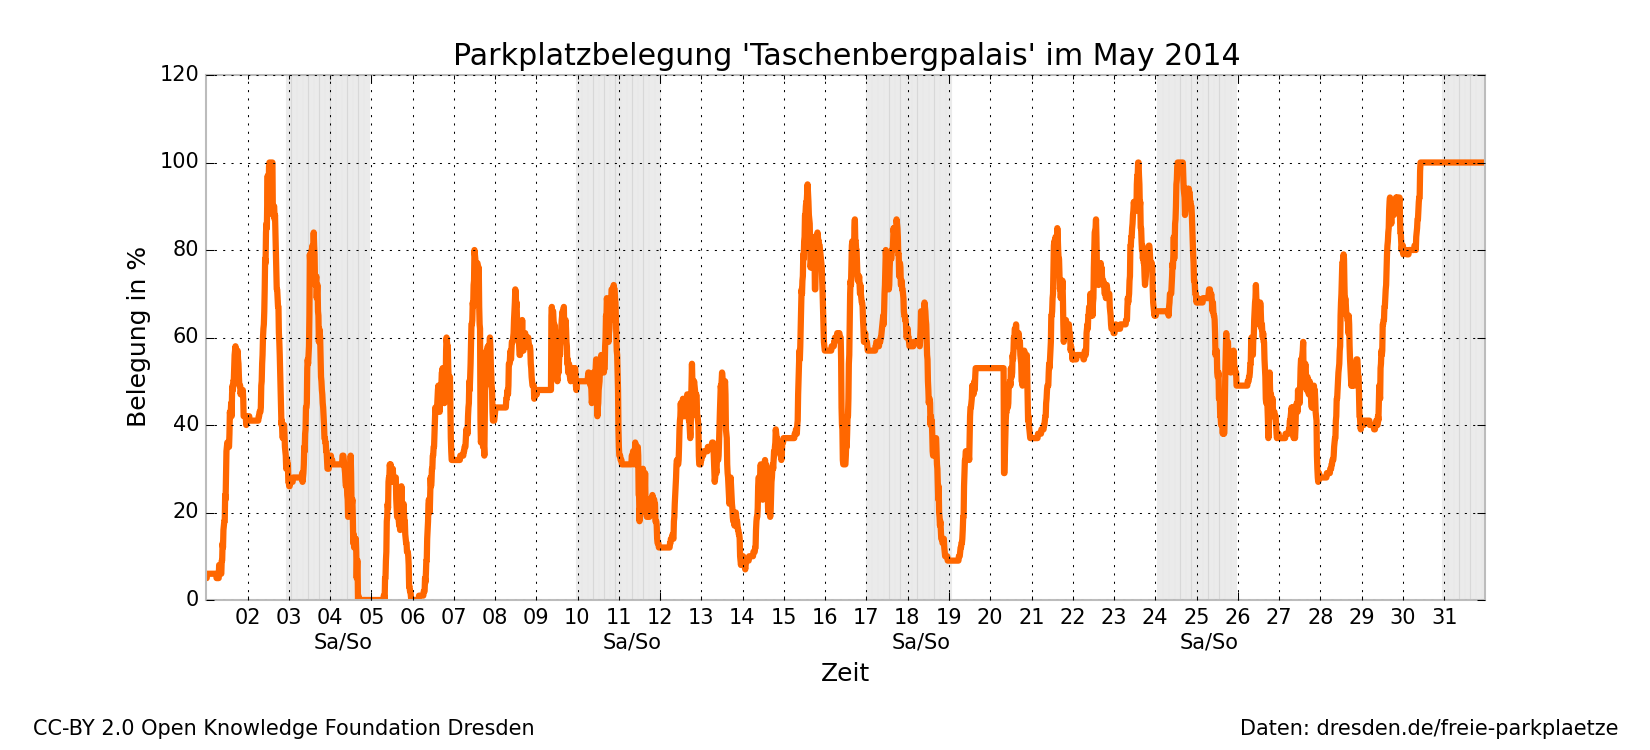 Parkplatzbelegung 'Taschenbergpalais' im May 2014
120
100
80
60
40
20
0
Belegung in %
02 03 04 05 06 07 08 09 10 11 12 13 14 15 16 17 18 19 20 21 22 23 24 25 26 27 28 29 30 31
Sa/So Sa/So Sa/So Sa/So
Zeit
CC-BY 2.0 Open Knowledge Foundation Dresden
Daten: dresden.de/freie-parkplaetze